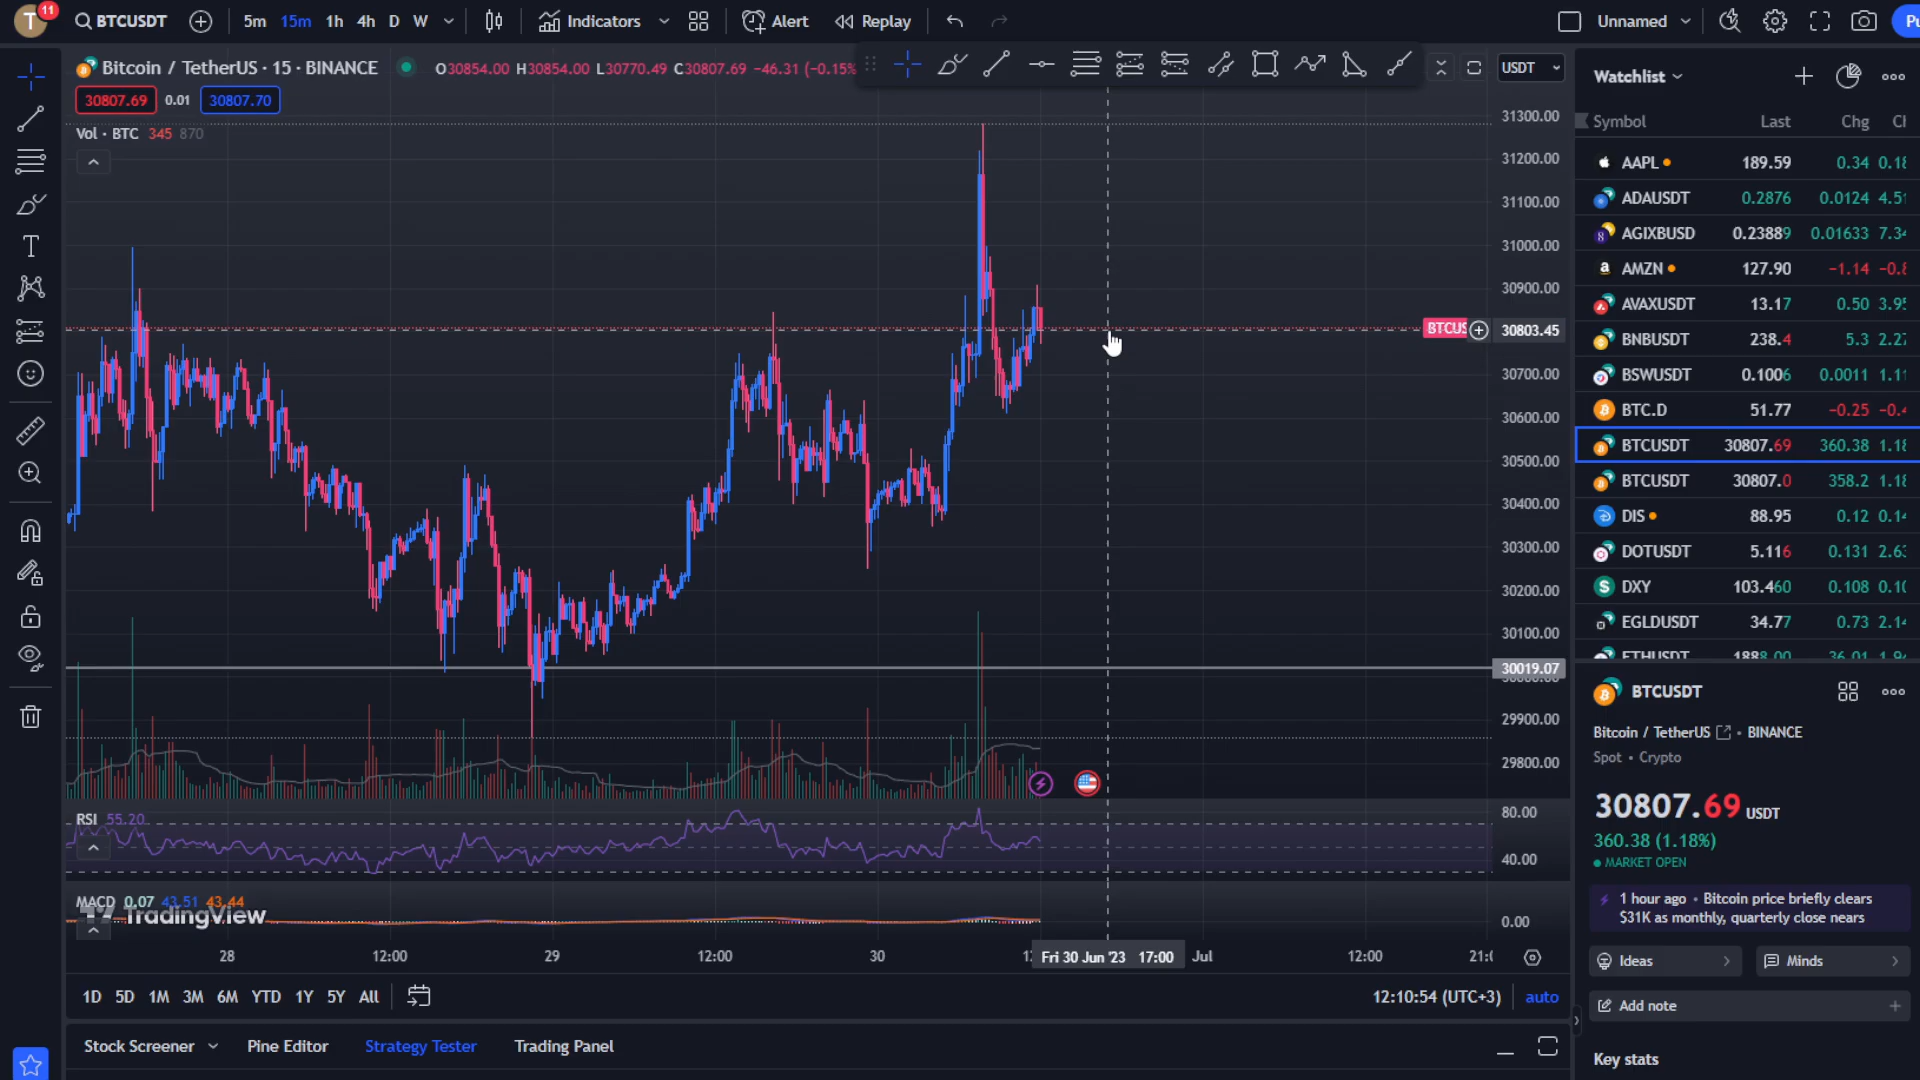 T 11 BTCUSDT 5m 15m 1h 4h D W Indicators Alert Replay Unnamed
Bitcoin / TetherUS · 15 · BINANCE O30854.00 H30854.00 L30770.49 C30807.69 -46.31 (-0.15% USDT
30807.69 0.01 30807.70
Vol · BTC 345 870
31300.00
31200.00
31100.00
31000.00
30900.00
BTCUS 30803.45
30700.00
30600.00
30500.00
30400.00
30300.00
30200.00
30100.00
30019.07
29900.00
29800.00
RSI 55.20
80.00
40.00
MACD 0.07 43.51 43.44
TradingView
0.00
28 12:00 29 12:00 30 Fri 30 Jun '23 17:00 Jul 12:00
1D 5D 1M 3M 6M YTD 1Y 5Y All 12:10:54 (UTC+3) auto
Stock Screener Pine Editor Strategy Tester Trading Panel
Watchlist
Symbol Last Chg
AAPL 189.59 0.34
ADAUSDT 0.2876 0.0124
AGIXBUSD 0.23889 0.01633
AMZN 127.90 -1.14
AVAXUSDT 13.17 0.50
BNBUSDT 238.4 5.3
BSWUSDT 0.1006 0.0011
BTC.D 51.77 -0.25
BTCUSDT 30807.69 360.38
BTCUSDT 30807.0 358.2
DIS 88.95 0.12
DOTUSDT 5.116 0.131
DXY 103.460 0.108
EGLDUSDT 34.77 0.73
ETHUSDT 1888.00 36.01
BTCUSDT
Bitcoin / TetherUS · BINANCE
Spot · Crypto
30807.69 USDT
360.38 (1.18%)
MARKET OPEN
1 hour ago · Bitcoin price briefly clears
$31K as monthly, quarterly close nears
Ideas Minds
Add note
Key stats